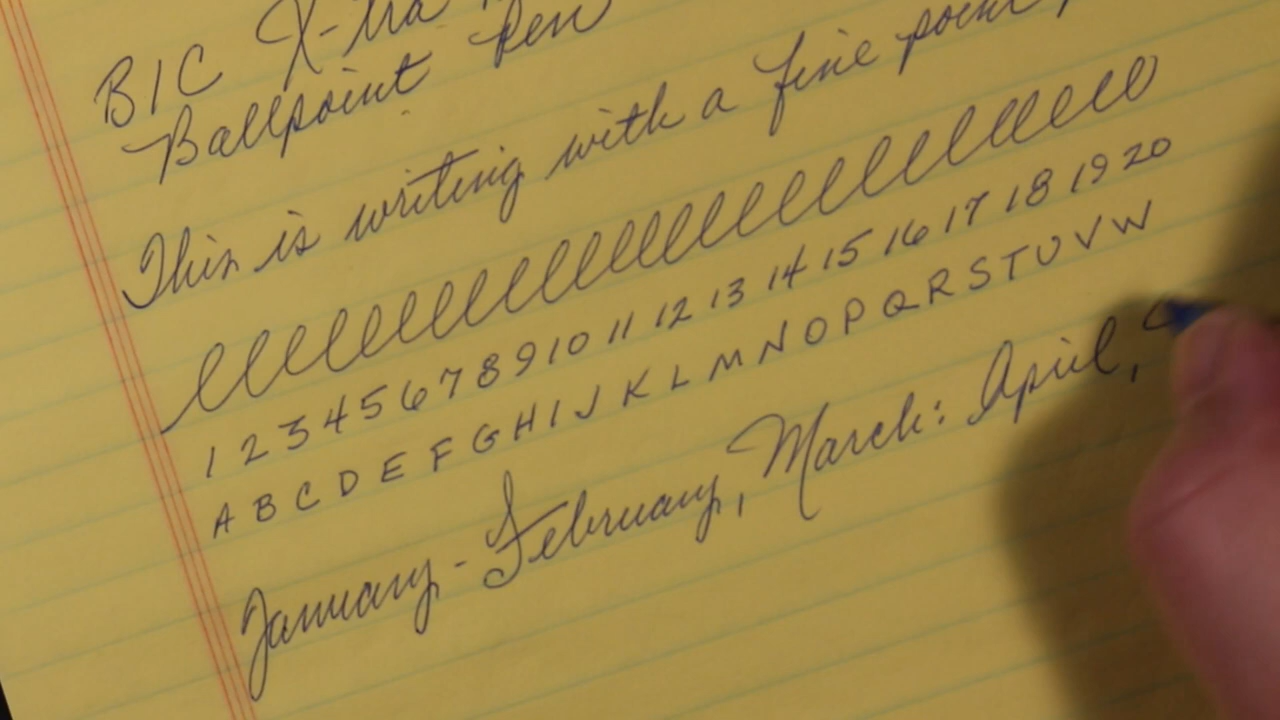 BIC X-tra
Ballpoint Pen
This is writing with a fine point
1 2 3 4 5 6 7 8 9 10 11 12 13 14 15 16 17 18 19 20
A B C D E F G H I J K L M N O P Q R S T U V W
January - February, March: April,